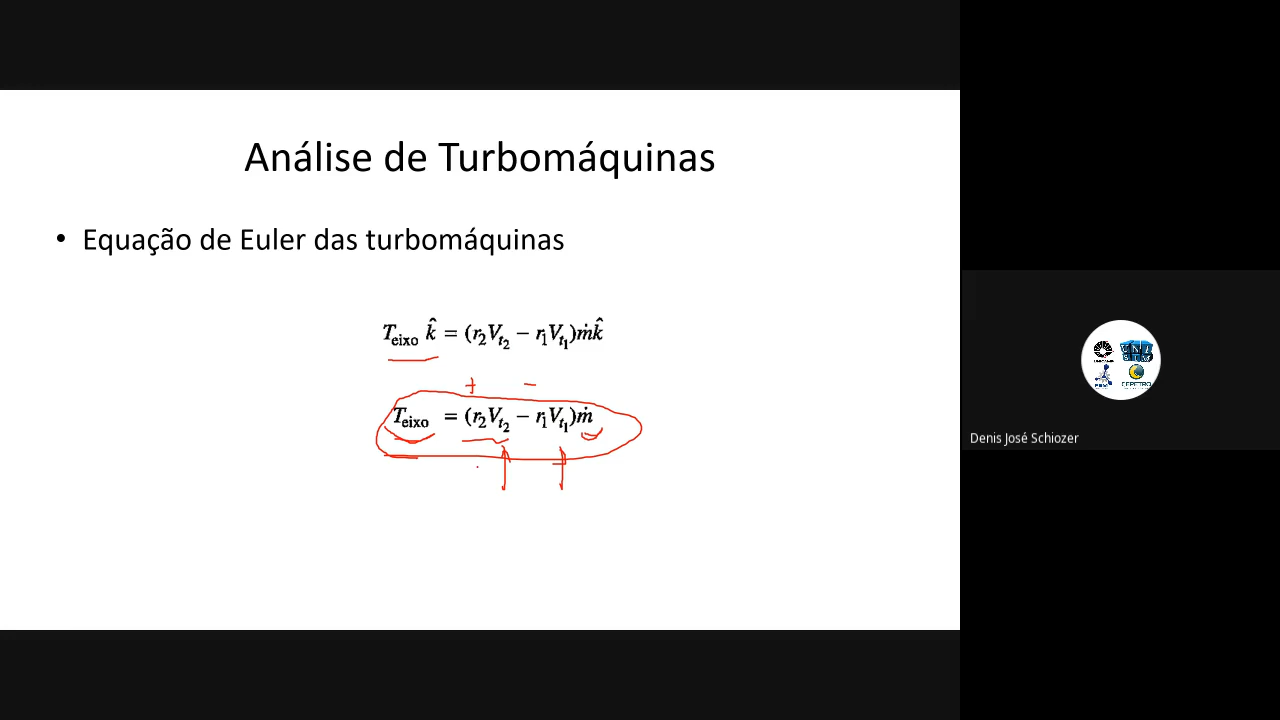 Análise de Turbomáquinas
• Equação de Euler das turbomáquinas
T_eixo k̂ = (r₂V_t₂ − r₁V_t₁)ṁk̂
+ −
T_eixo = (r₂V_t₂ − r₁V_t₁)ṁ
Denis José Schiozer